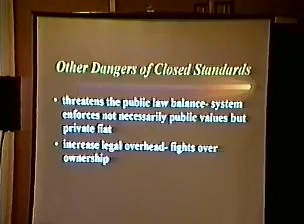 Other Dangers of Closed Standards
• threatens the public law balance- system
enforces not necessarily public values but
private fiat
• increase legal overhead- fights over
ownership